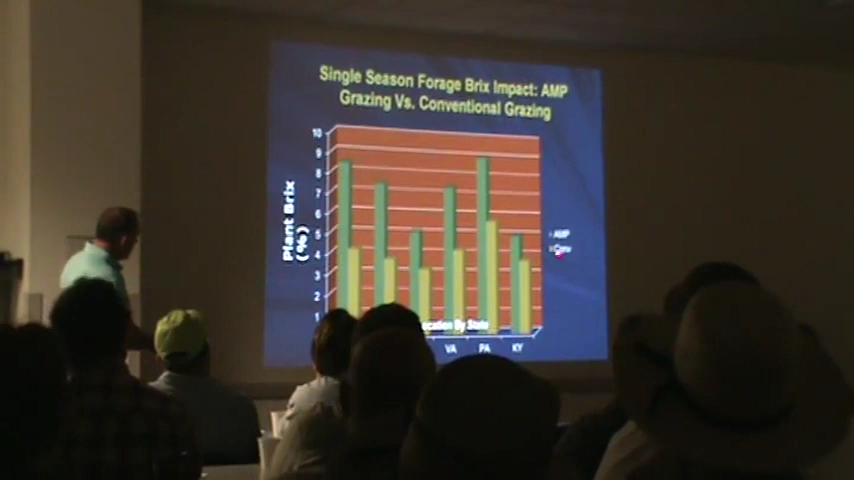 Single Season Forage Brix Impact: AMP
Grazing Vs. Conventional Grazing
10
9
8
7
6
5
4
3
2
1
Plant Brix
(%)
AMP
Conv
Location By State
VA PA KY